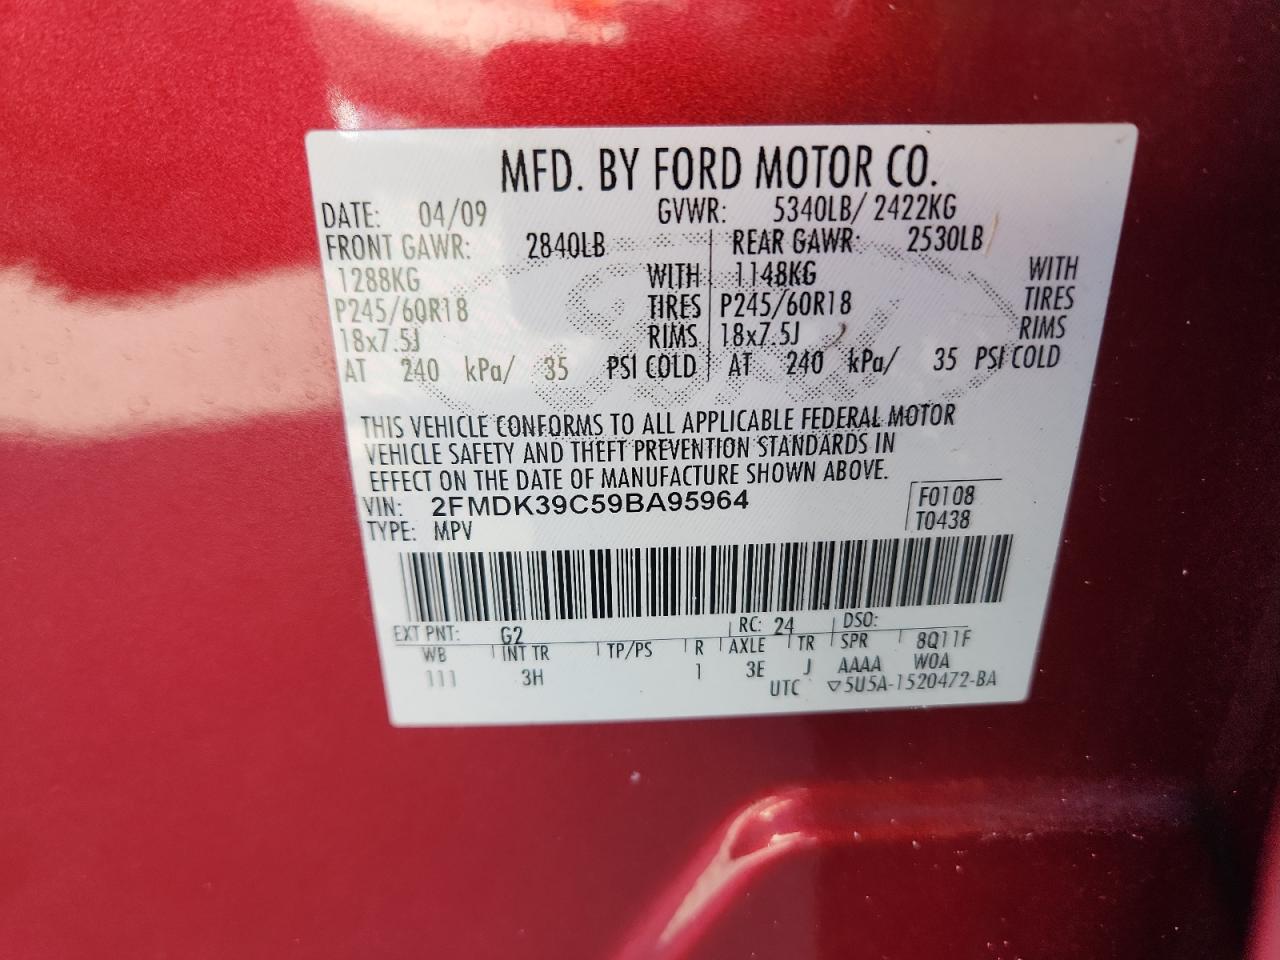 MFD. BY FORD MOTOR CO.
DATE: 04/09 GVWR: 5340LB/ 2422KG
FRONT GAWR: 2840LB REAR GAWR: 2530LB
1288KG WITH 1148KG WITH
P245/60R18 TIRES P245/60R18 TIRES
18x7.5J RIMS 18x7.5J RIMS
AT 240 kPa/ 35 PSI COLD AT 240 kPa/ 35 PSI COLD
THIS VEHICLE CONFORMS TO ALL APPLICABLE FEDERAL MOTOR
VEHICLE SAFETY AND THEFT PREVENTION STANDARDS IN
EFFECT ON THE DATE OF MANUFACTURE SHOWN ABOVE.
VIN: 2FMDK39C59BA95964 F0108
TYPE: MPV T0438
EXT PNT: G2 RC: 24 DSO:
WB INT TR TP/PS R AXLE TR SPR 8Q11F
111 3H 1 3E J AAAA W0A
UTC ▽5U5A-1520472-BA